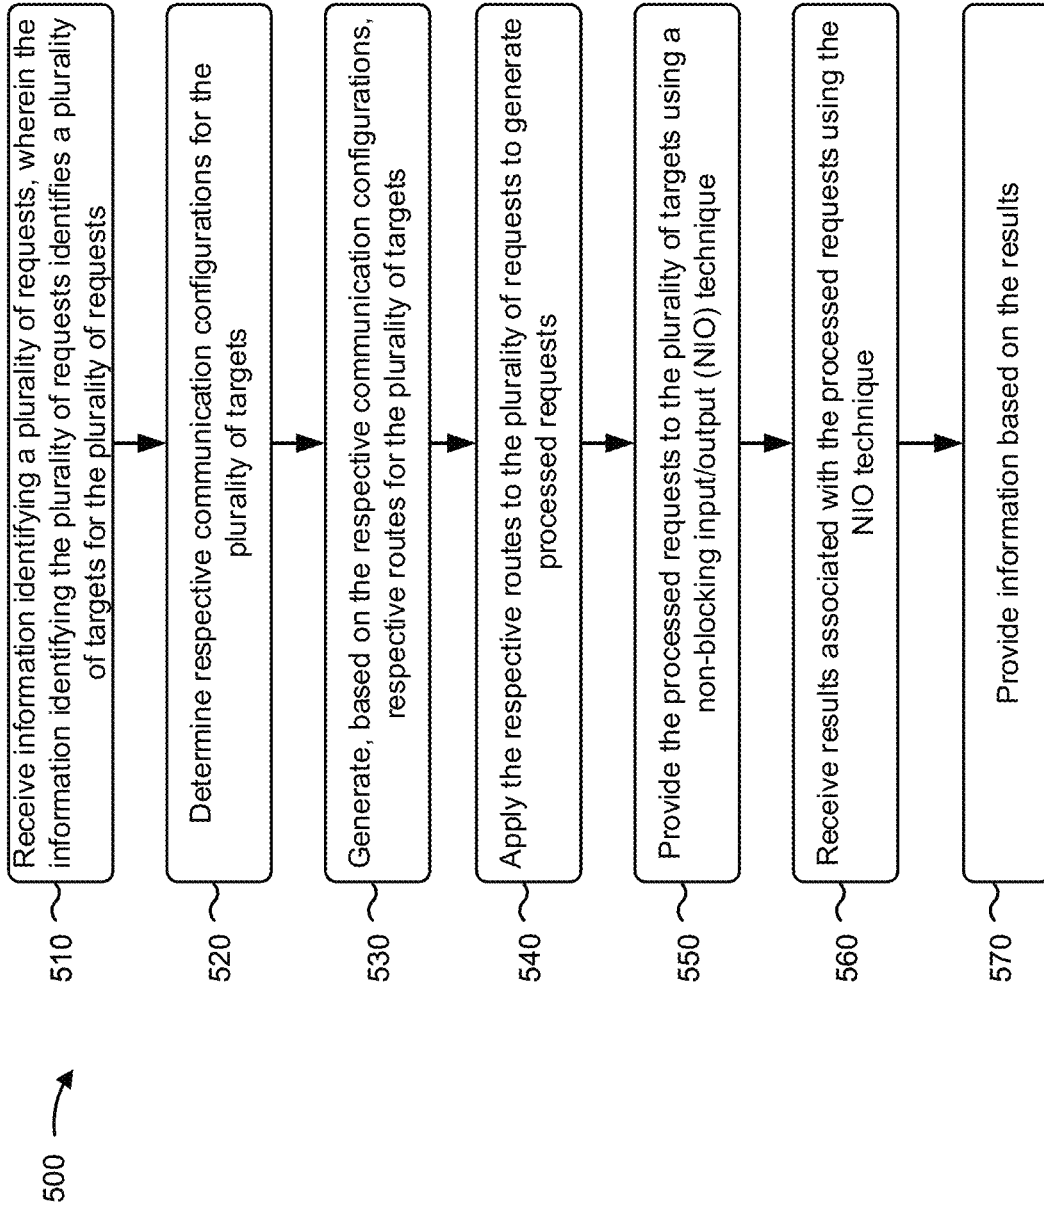 500
510
Receive information identifying a plurality of requests, wherein the
information identifying the plurality of requests identifies a plurality
of targets for the plurality of requests
520
Determine respective communication configurations for the
plurality of targets
530
Generate, based on the respective communication configurations,
respective routes for the plurality of targets
540
Apply the respective routes to the plurality of requests to generate
processed requests
550
Provide the processed requests to the plurality of targets using a
non-blocking input/output (NIO) technique
560
Receive results associated with the processed requests using the
NIO technique
570
Provide information based on the results